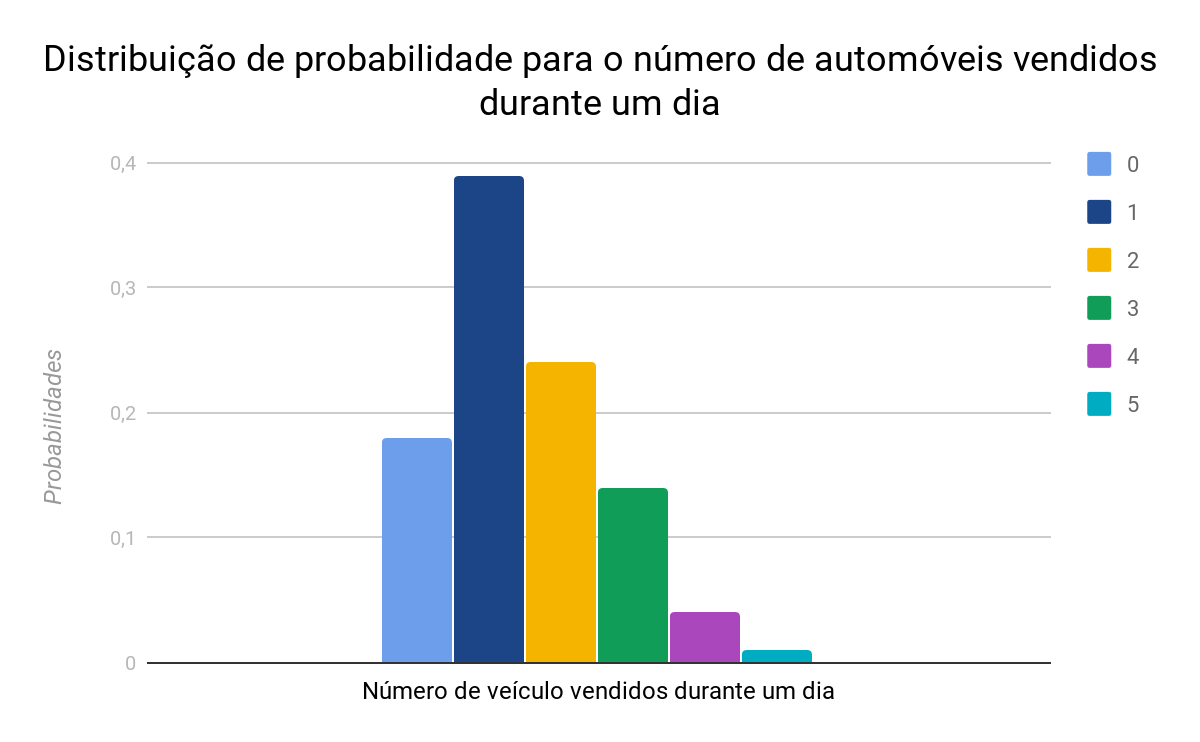 Distribuição de probabilidade para o número de automóveis vendidos
durante um dia
0,4
0,3
0,2
0,1
0
Probabilidades
Número de veículo vendidos durante um dia
0
1
2
3
4
5